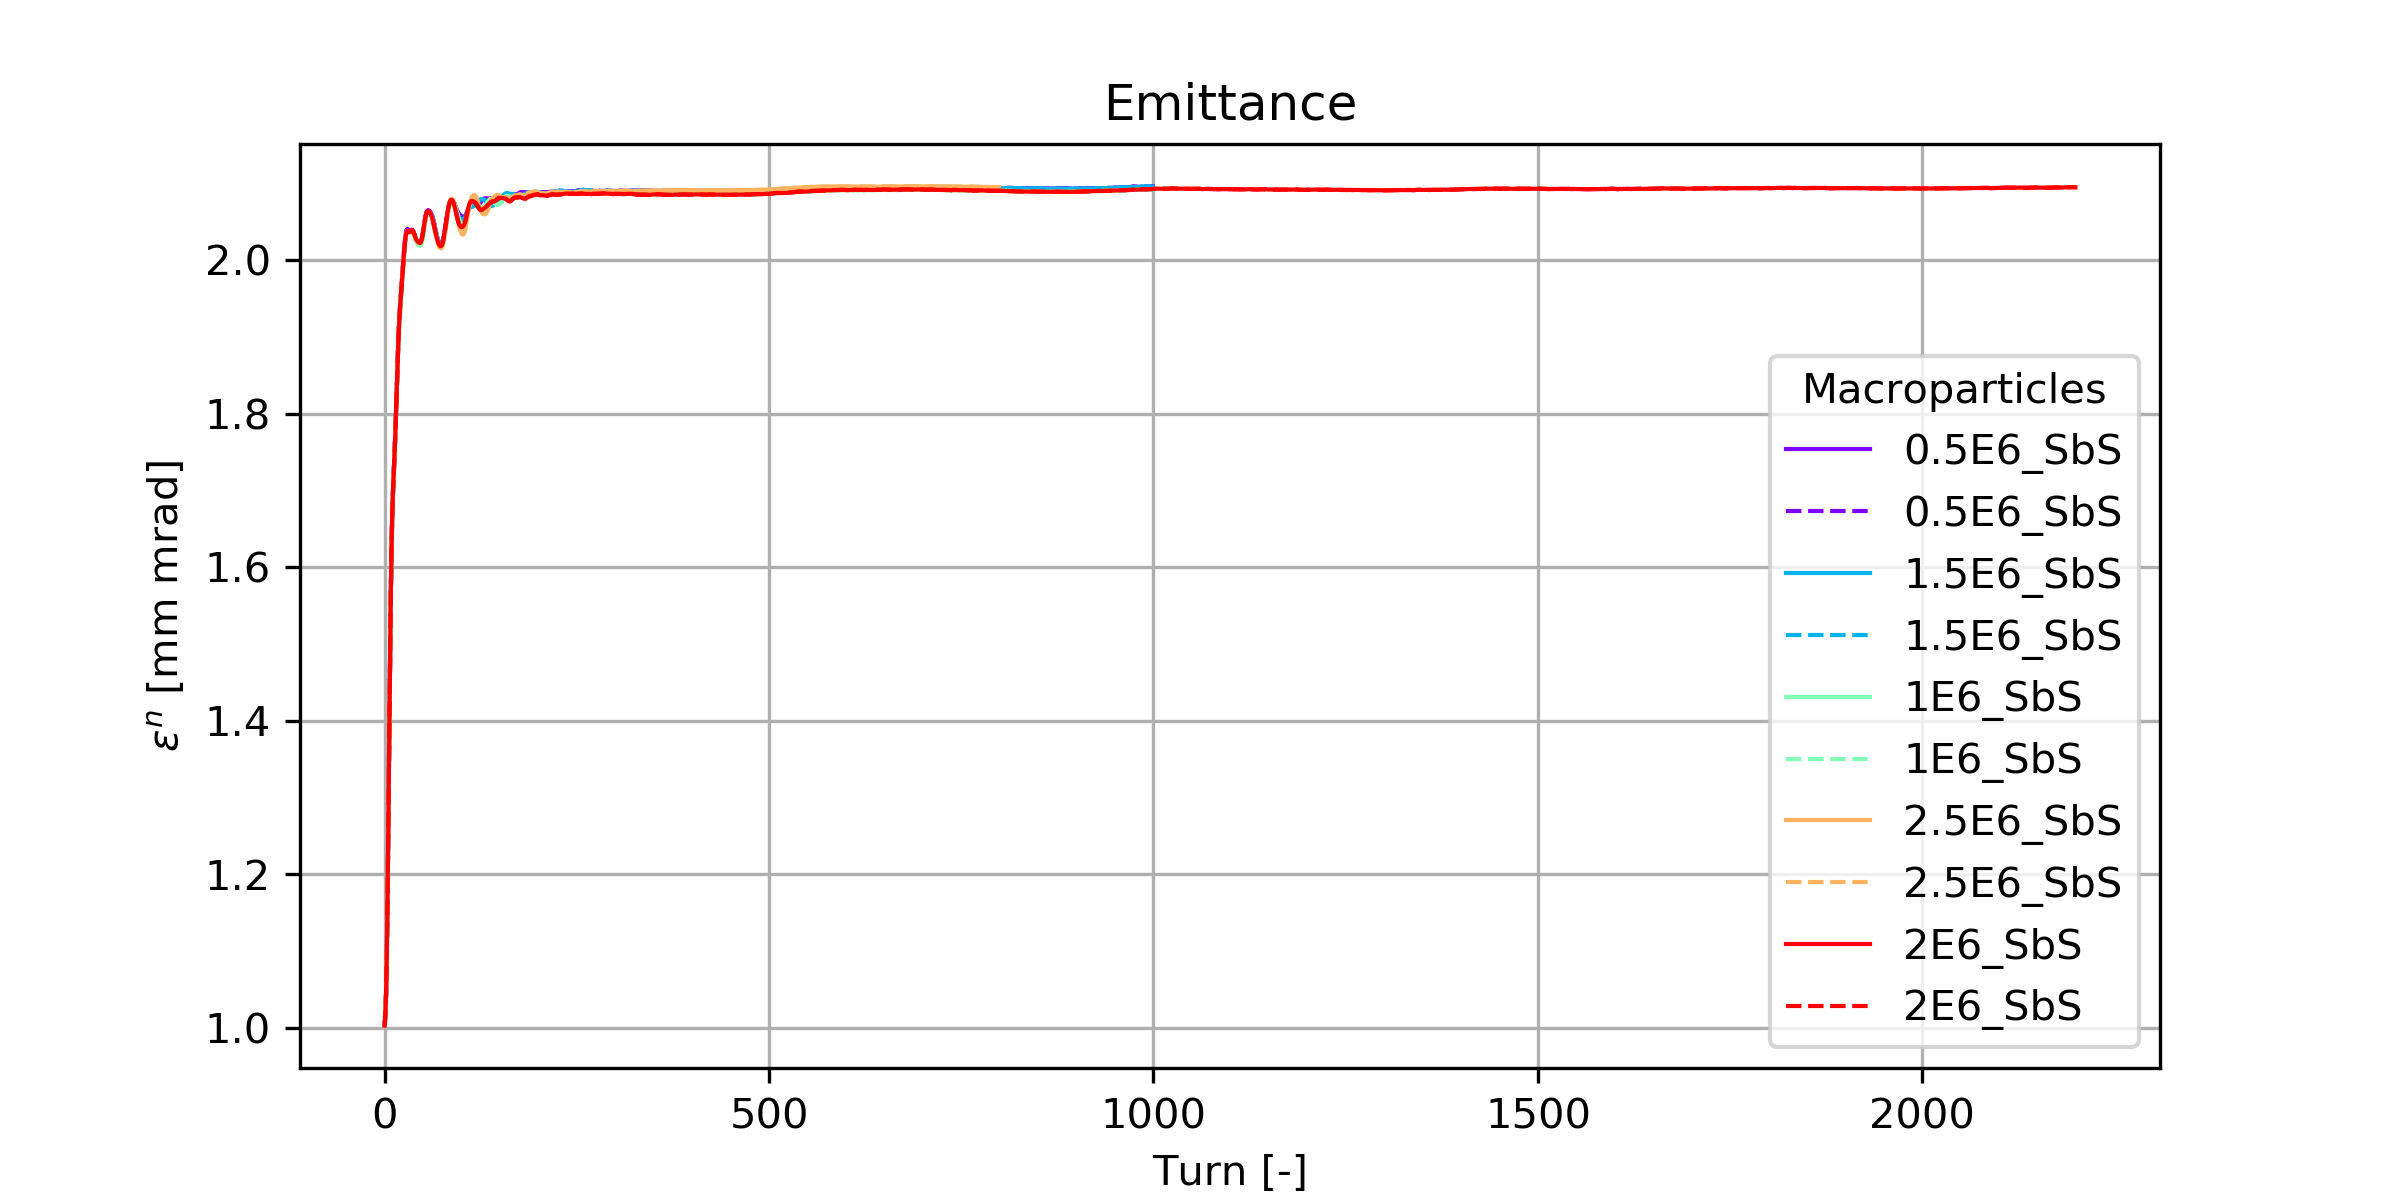 Emittance
εⁿ [mm mrad]
2.0
1.8
1.6
1.4
1.2
1.0
0 500 1000 1500 2000
Turn [-]
Macroparticles
0.5E6_SbS
0.5E6_SbS
1.5E6_SbS
1.5E6_SbS
1E6_SbS
1E6_SbS
2.5E6_SbS
2.5E6_SbS
2E6_SbS
2E6_SbS